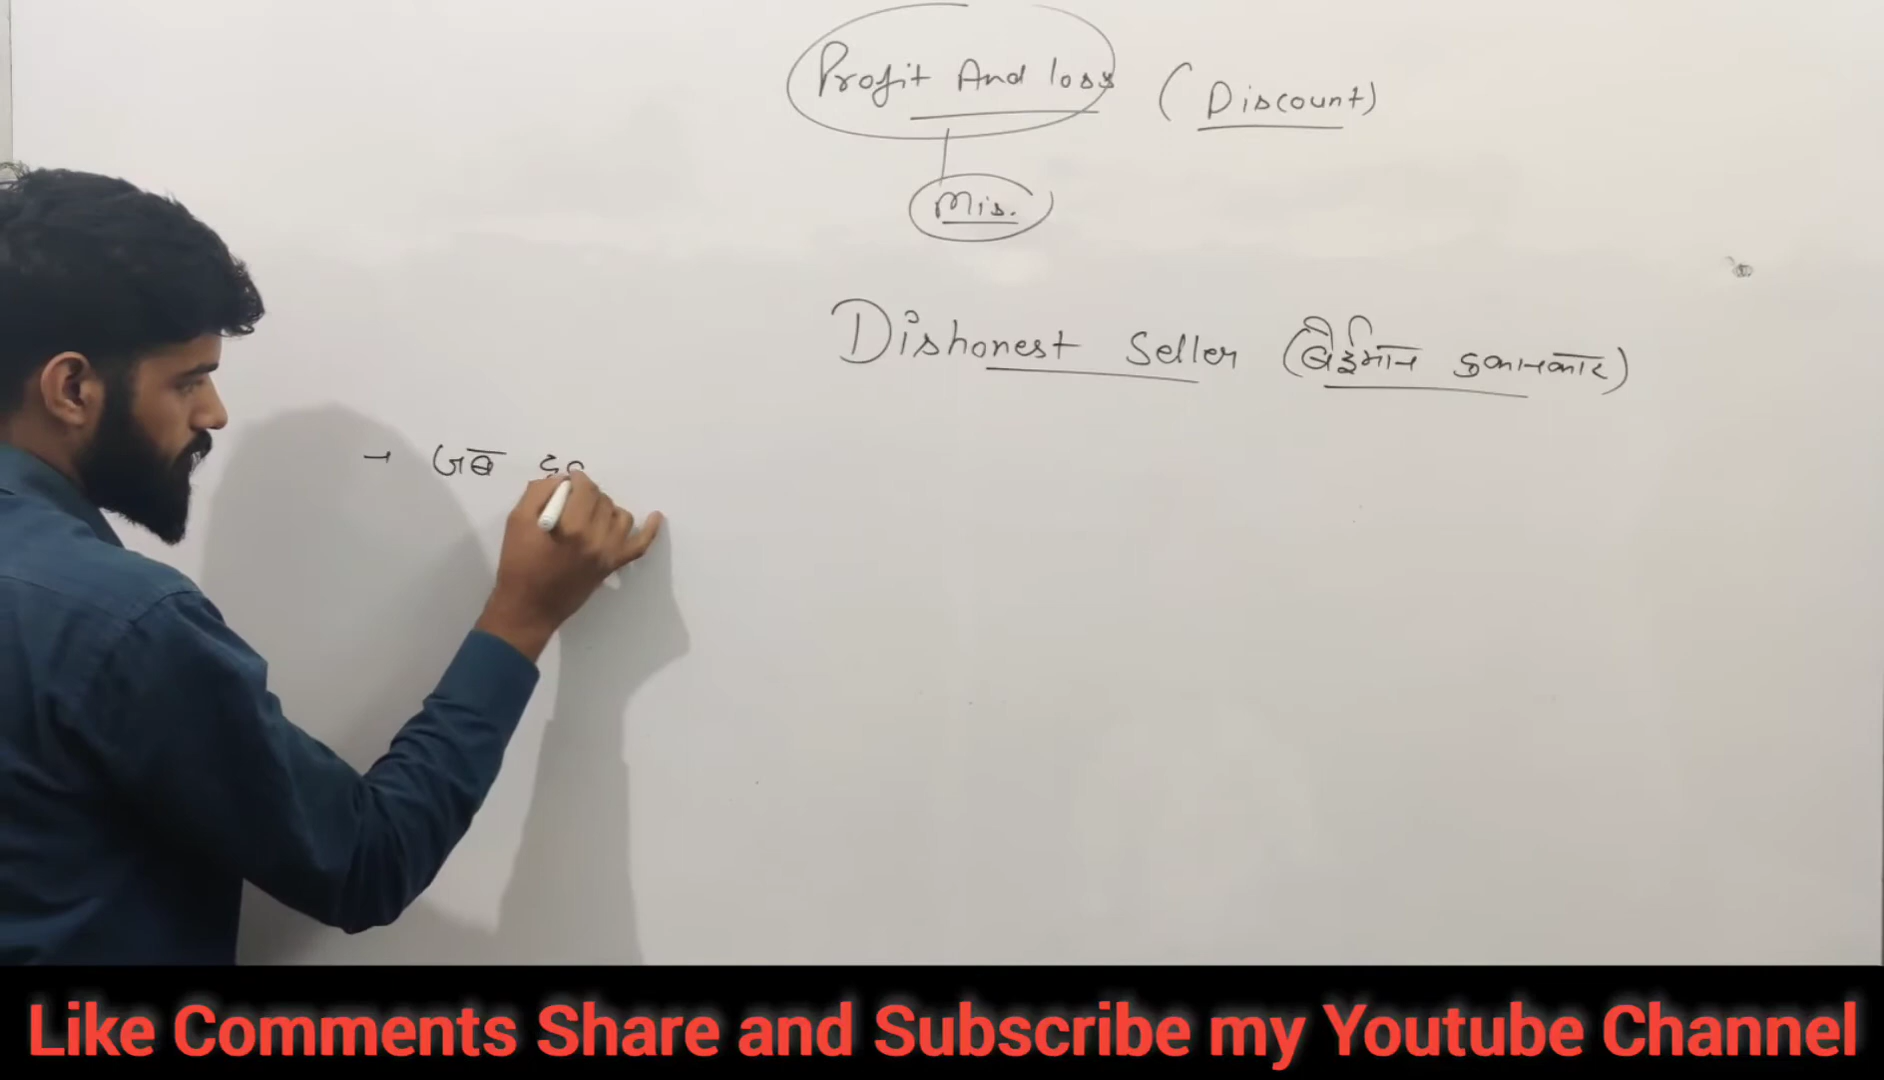 Profit And loss (Discount)
Mis.
Dishonest Seller (बेईमान दुकानदार)
→ जब
Like Comments Share and Subscribe my Youtube Channel